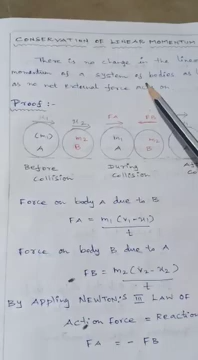 CONSERVATION OF LINEAR MOMENTUM
There is no change in the linear
momentum of a system of bodies as
as no net external force acts on
Proof :-
(m1) m2 m1 m2
A B A B
FA FB
Before During After
Collision Collision
Force on body A due to B
FA = m1 (v1 - u1)
t
Force on body B due to A
FB = m2 (v2 - u2)
t
By Applying NEWTON'S III LAW OF
Action force = Reaction
FA = - FB